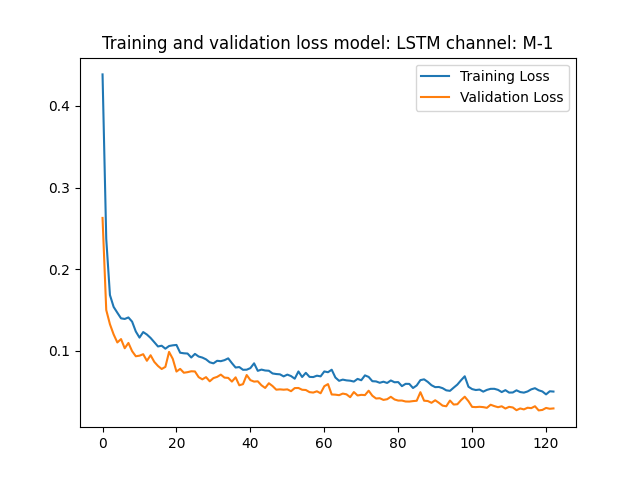 Training and validation loss model: LSTM channel: M-1
Training Loss
Validation Loss
0.4
0.3
0.2
0.1
0 20 40 60 80 100 120